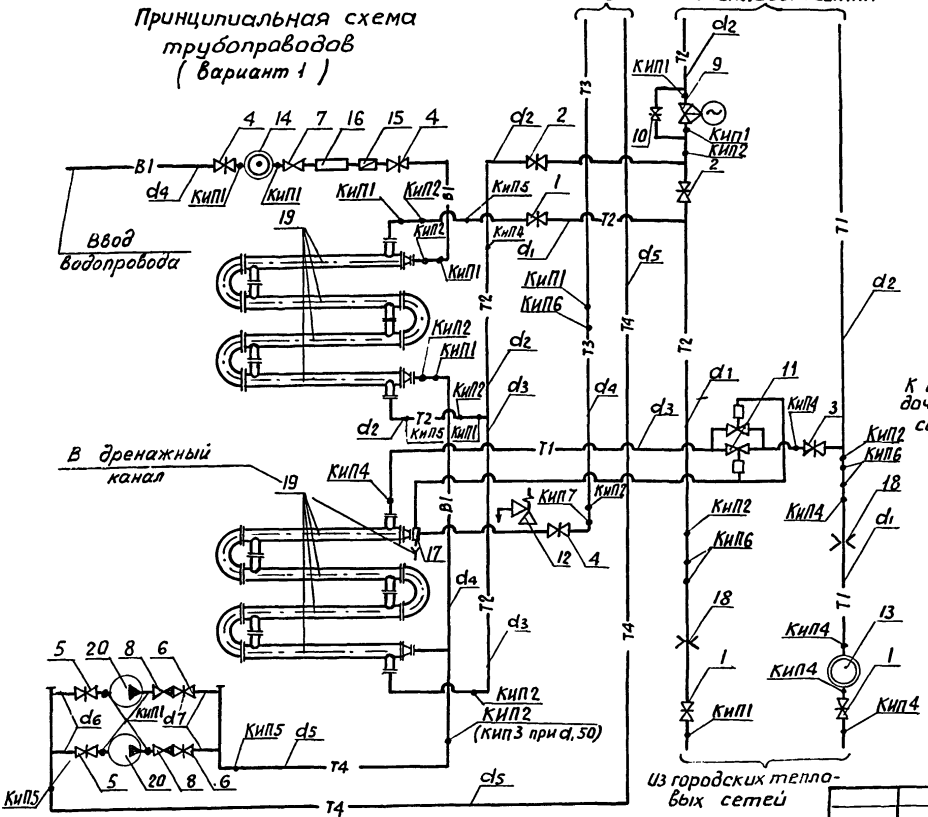 Принципиальная схема
трубопроводов
( вариант 1 )
d2
Т2
КИП1
9
Т3
10
КИП1
КИП2
2
4
14
7
16
15
4
d2
2
В1
d4
КИП1
КИП1
КИП1
КИП2
В1
КИП5
1
Т2
Т1
Ввод
водопровода
19
КИП2
КИП4
d1
d5
КИП1
Т2
КИП1
КИП6
d2
Т4
Т3
Т2
КИП2
КИП1
d2
d3
d4
d1
11
d2
Т2
КИП2
КИП5
КИП1
d3
КИП4
3
К
Т1
КИП2
КИП6
18
В дренажный
канал
КИП4
19
В1
КИП7
КИП2
КИП2
КИП4
d1
17
12
4
КИП6
d4
Т2
18
Т1
d3
Т4
КИП4
13
5
20
8
6
КИП2
1
КИП4
1
d6
КИП1
d7
КИП2
(КИП3 при d,50)
КИП1
КИП4
КИП5
d5
Т4
5
20
8
6
КИП5
d5
Т4
Из городских тепло-
вых сетей